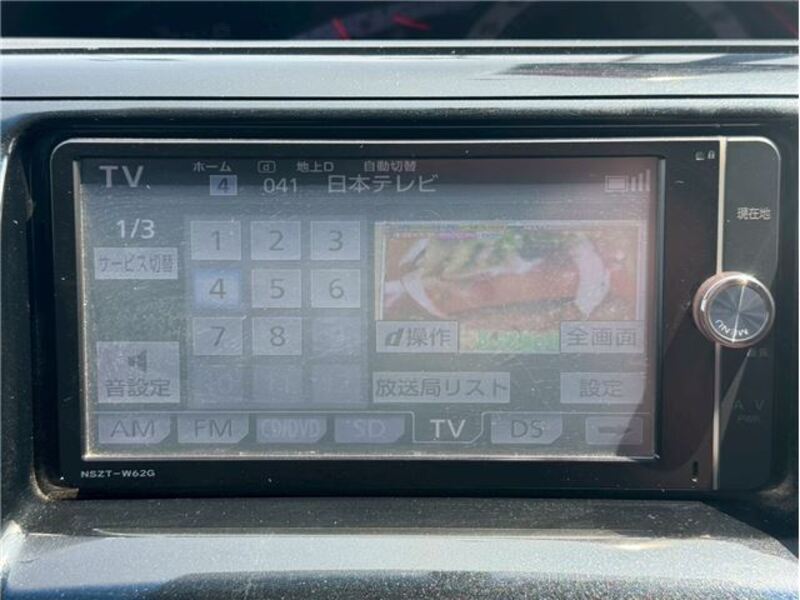 TV ホーム d 地上D 自動切替
4 041 日本テレビ
現在地
1/3 1 2 3
サービス切替
4 5 6
7 8
d操作 全画面
MENU
音設定 放送局リスト 設定
AM FM CD/DVD SD TV DS
A.V
PWR
NSZT-W62G